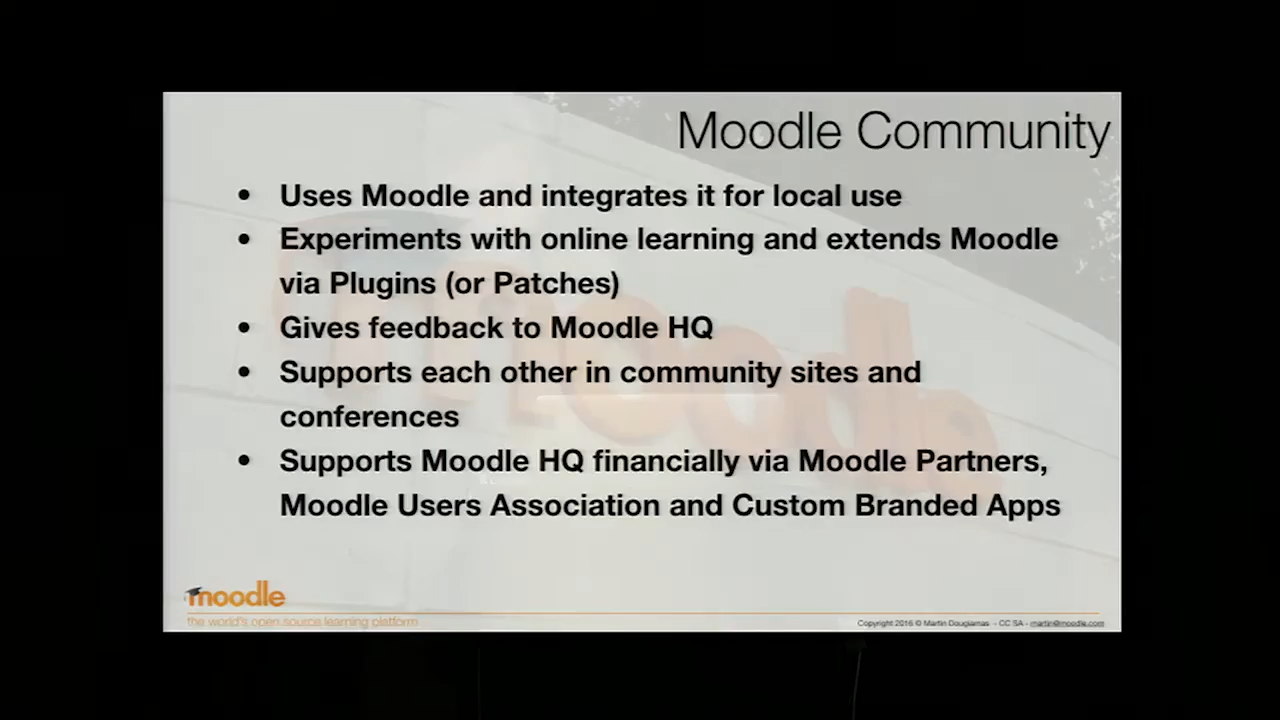 Moodle Community
• Uses Moodle and integrates it for local use
• Experiments with online learning and extends Moodle
via Plugins (or Patches)
• Gives feedback to Moodle HQ
• Supports each other in community sites and
conferences
• Supports Moodle HQ financially via Moodle Partners,
Moodle Users Association and Custom Branded Apps
moodle
moodle
the world's open source learning platform
Copyright 2016 © Martin Dougiamas - CC SA - martin@moodle.com